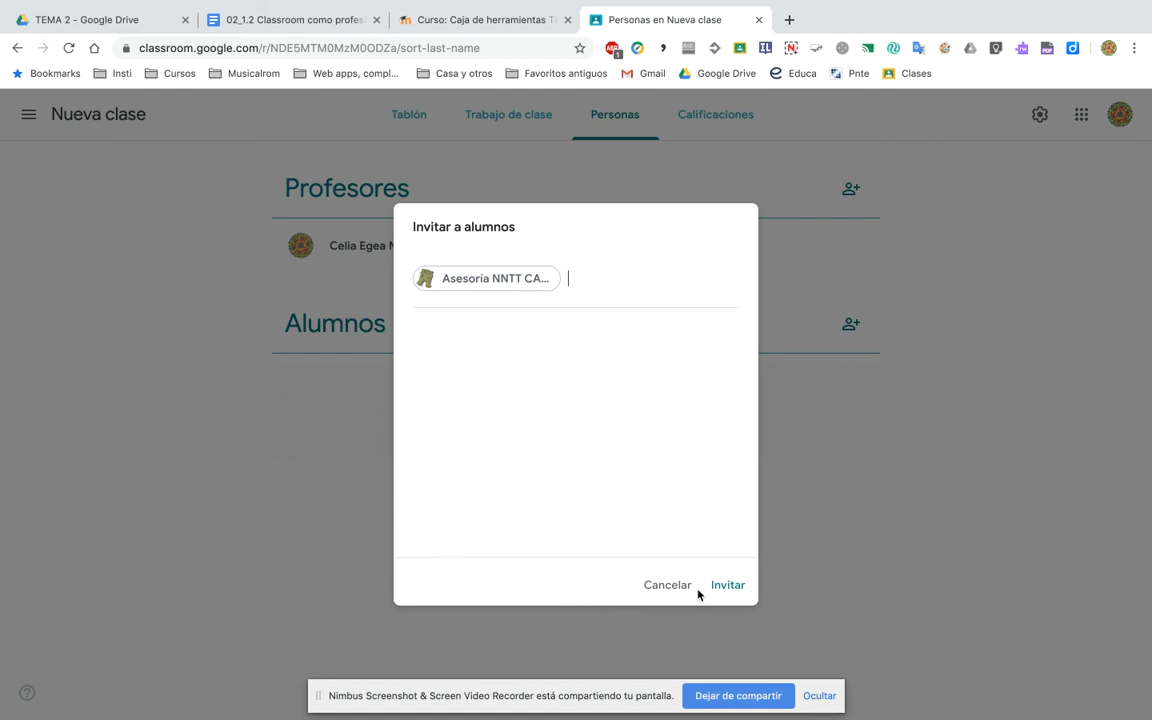 TEMA 2 - Google Drive
02_1.2 Classroom como profes
Curso: Caja de herramientas T
Personas en Nueva clase
classroom.google.com/r/NDE5MTM0MzM0ODZa/sort-last-name
Bookmarks Insti Cursos Musicalrom Web apps, compl... Casa y otros Favoritos antiguos Gmail Google Drive Educa Pnte Clases
Nueva clase Tablón Trabajo de clase Personas Calificaciones
Profesores
Celia Egea
Alumnos
Invitar a alumnos
Asesoría NNTT CA...
Cancelar Invitar
Nimbus Screenshot & Screen Video Recorder está compartiendo tu pantalla. Dejar de compartir Ocultar